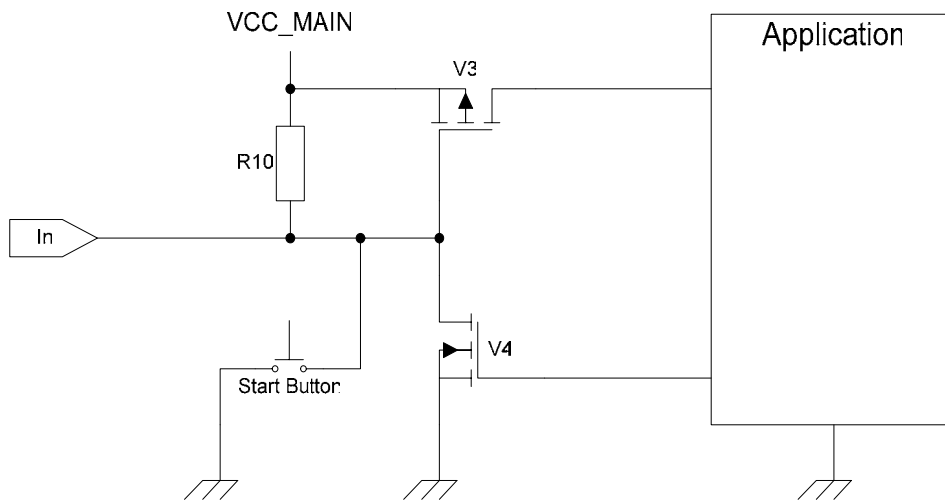 VCC_MAIN
Application
V3
R10
In
V4
Start Button